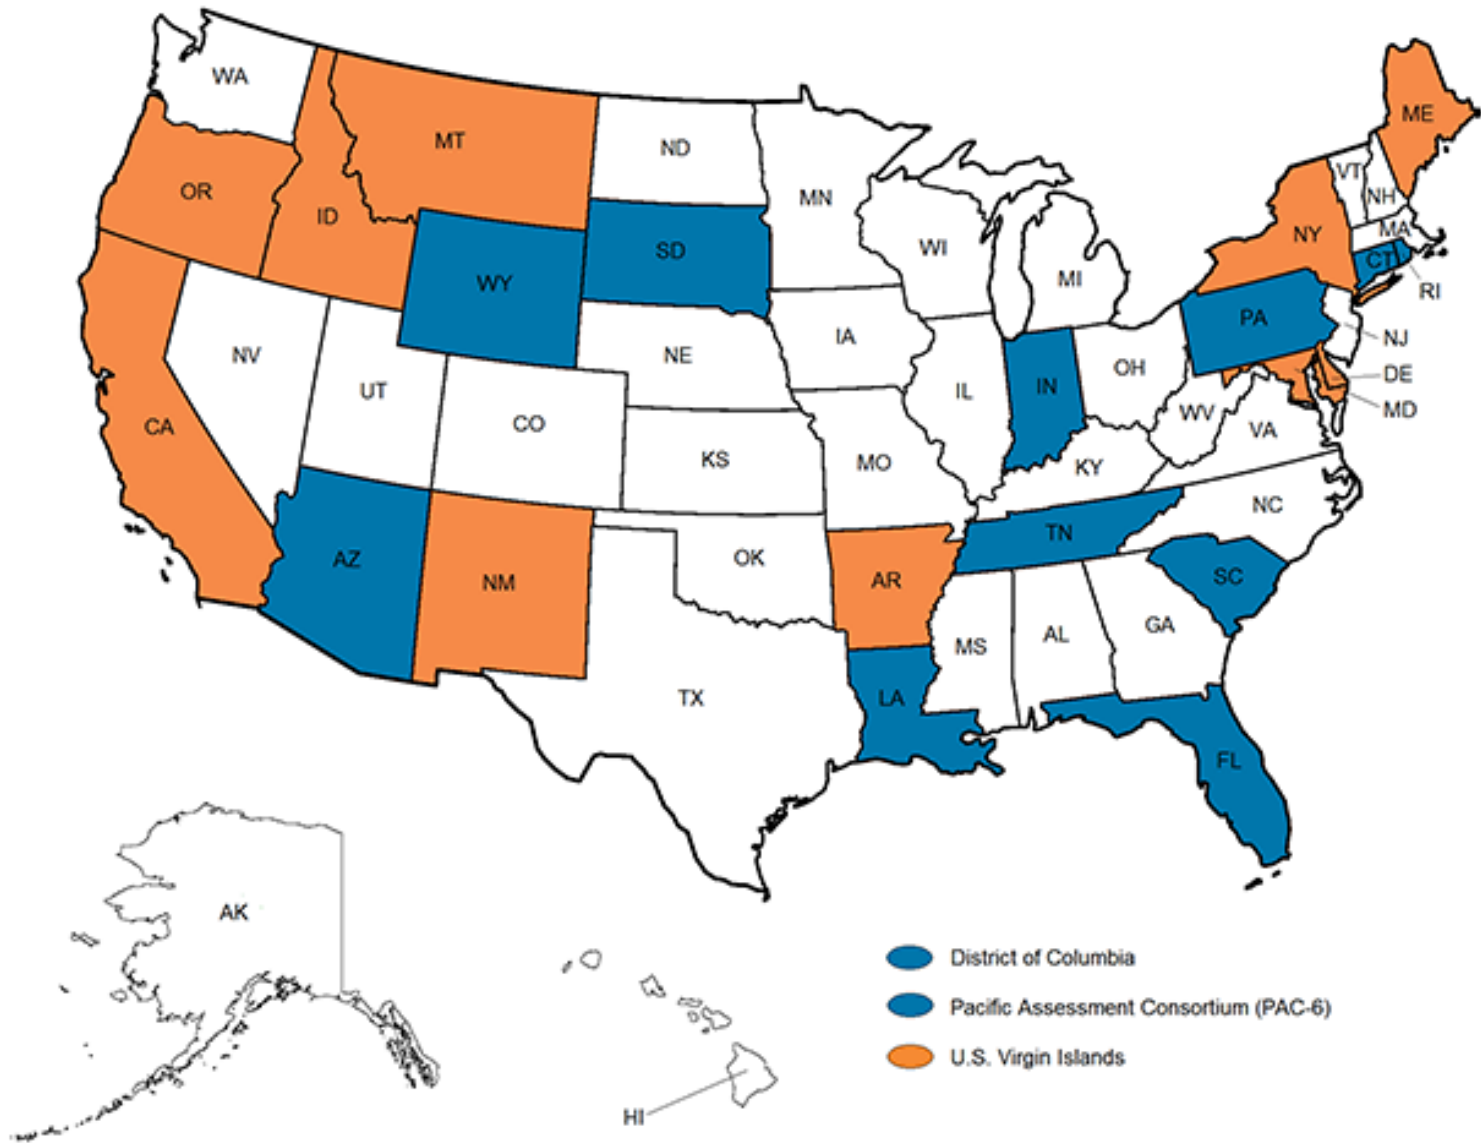 WA
MT
ND
MN
ME
VT
NH
OR
ID
SD
WI
NY
MA
WY
MI
CT
RI
PA
NJ
IA
NV
NE
OH
DE
UT
IL
IN
MD
CA
CO
WV
VA
KS
MO
KY
NC
AZ
NM
OK
AR
TN
SC
MS
AL
GA
TX
LA
FL
AK
HI
District of Columbia
Pacific Assessment Consortium (PAC-6)
U.S. Virgin Islands